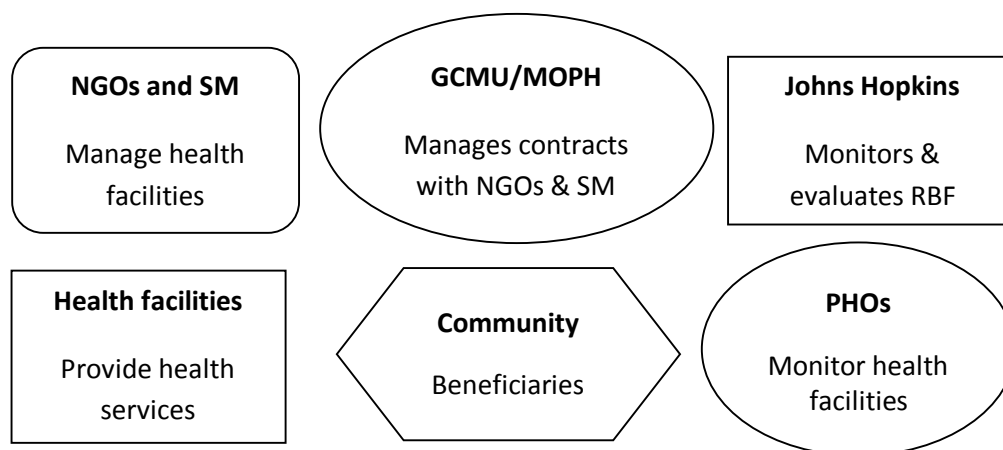 NGOs and SM
Manage health
facilities
GCMU/MOPH
Manages contracts
with NGOs & SM
Johns Hopkins
Monitors &
evaluates RBF
Health facilities
Provide health
services
Community
Beneficiaries
PHOs
Monitor health
facilities